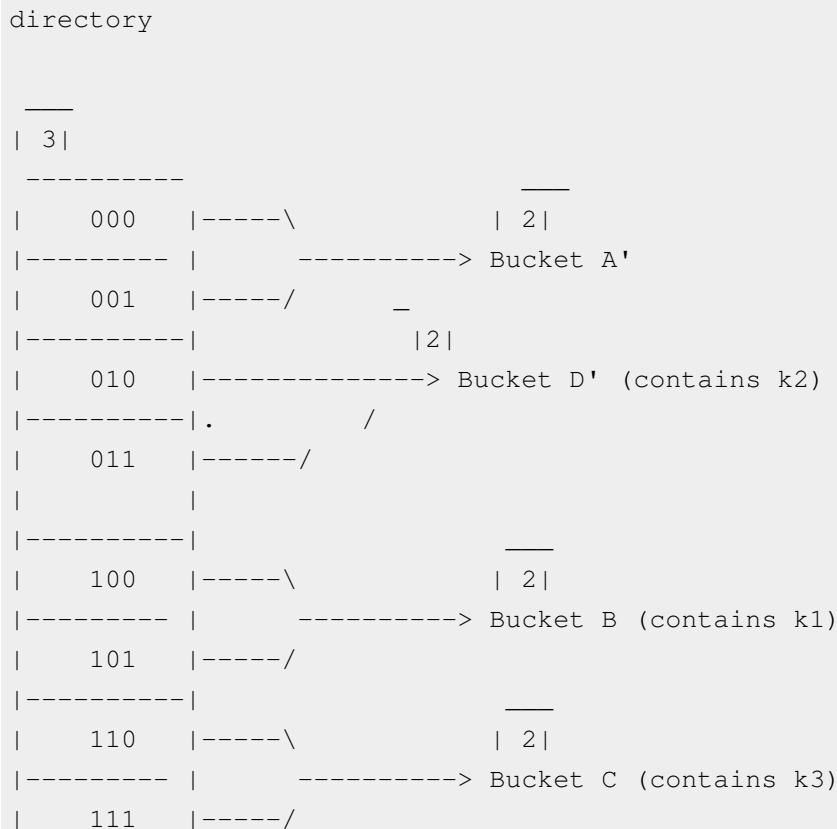 directory
 ___
| 3|
 ----------                     ___
|    000   |-----\             | 2|
|--------- |      ----------> Bucket A'
|    001   |-----/      _
|----------|             |2|
|    010   |--------------> Bucket D' (contains k2)
|----------|.         /
|    011   |------/
|          |
|----------|                   ___
|    100   |-----\             | 2|
|--------- |      ----------> Bucket B (contains k1)
|    101   |-----/
|----------|                   ___
|    110   |-----\             | 2|
|--------- |      ----------> Bucket C (contains k3)
|    111   |-----/